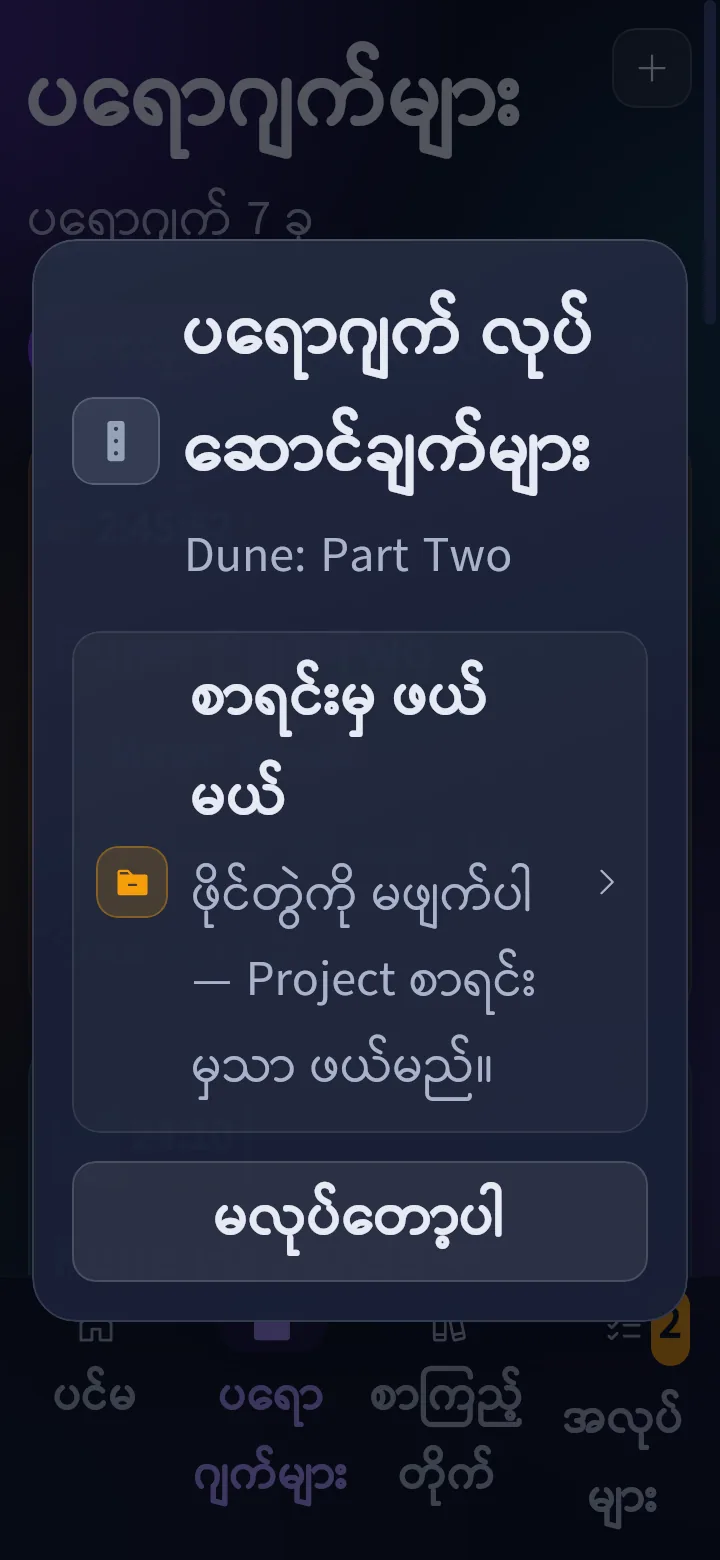 ပရောဂျက်များ
ပရောဂျက် 7 ခု
ပရောဂျက် လုပ်
ဆောင်ချက်များ
Dune: Part Two
စာရင်းမှ ဖယ်
မယ်
ဖိုင်တွဲကို မဖျက်ပါ
— Project စာရင်း
မှသာ ဖယ်မည်။
မလုပ်တော့ပါ
2
ပင်မ
ပရော
ဂျက်များ
စာကြည့်
တိုက်
အလုပ်
များ